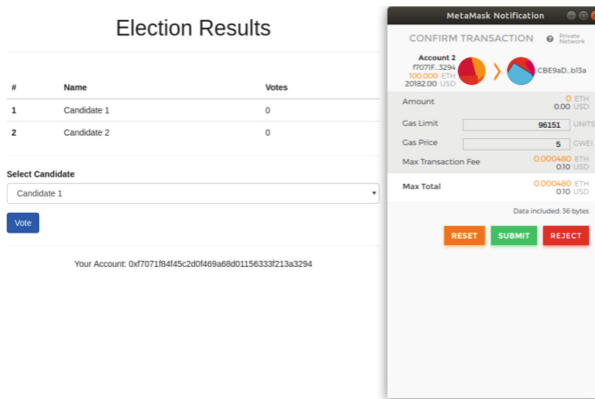 Election Results
# Name Votes
1 Candidate 1 0
2 Candidate 2 0
Select Candidate
Candidate 1
Vote
Your Account: 0xf7071f84f45c2d0f469a68d01156333f213a3294
MetaMask Notification
CONFIRM TRANSACTION
Private
Network
Account 2
f7071F...3294
100.000 ETH
20182.00 USD
CBE9aD...b13a
Amount 0 ETH
0.00 USD
Gas Limit 96151 UNITS
Gas Price 5 GWEI
Max Transaction Fee 0.000480 ETH
0.10 USD
Max Total 0.000480 ETH
0.10 USD
Data included: 36 bytes
RESET SUBMIT REJECT